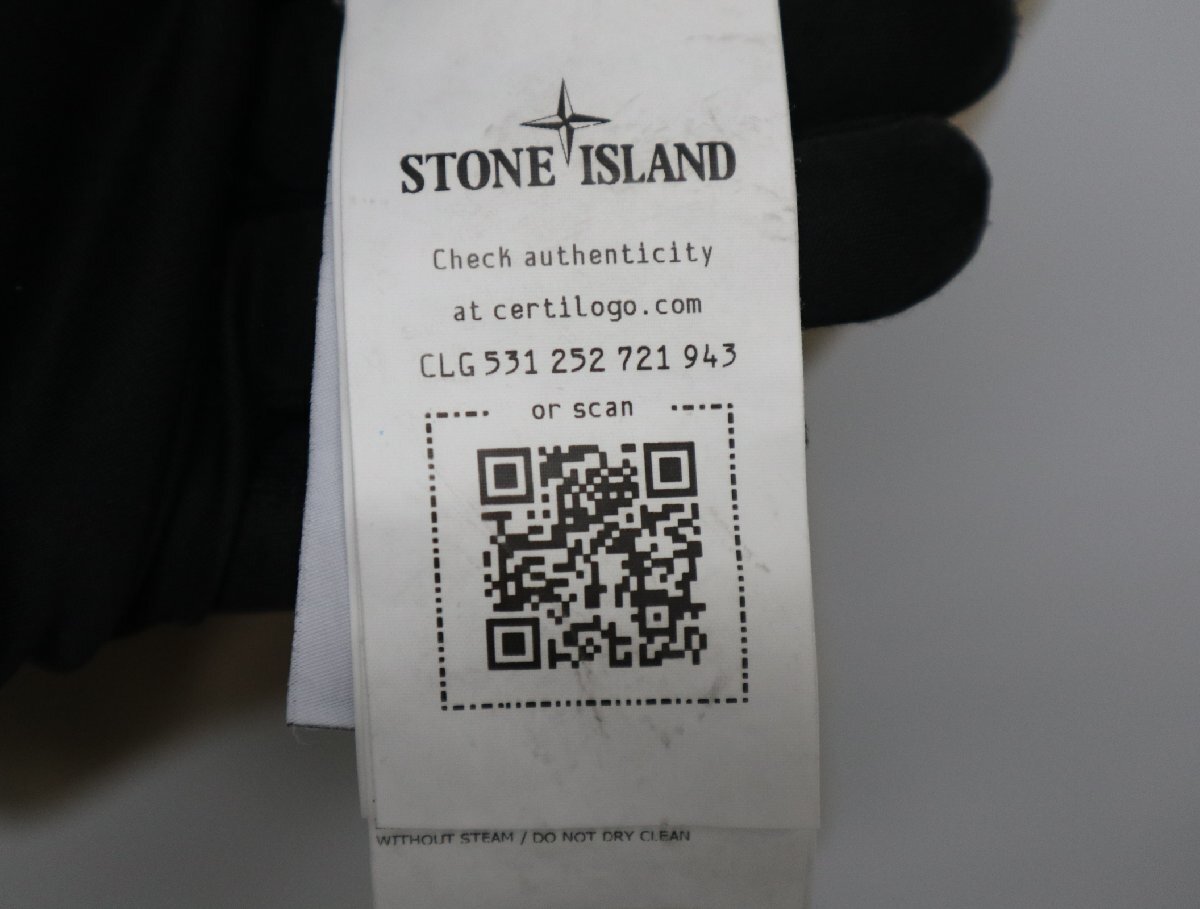 STONE ISLAND
Check authenticity
at certilogo.com
CLG 531 252 721 943
or scan
WITHOUT STEAM / DO NOT DRY CLEAN